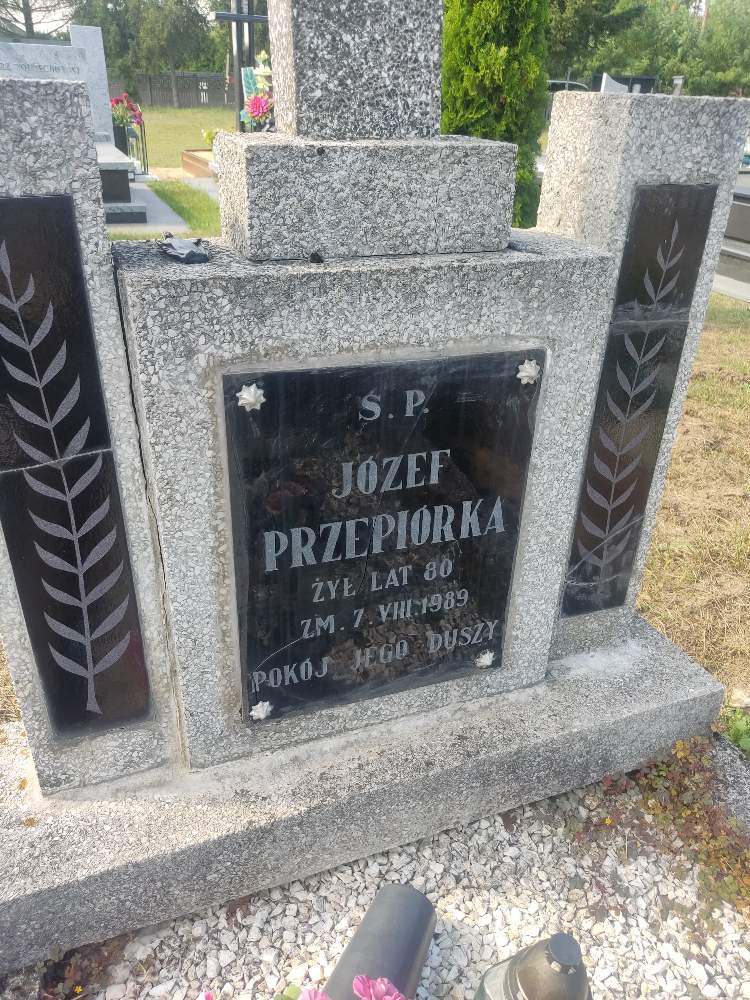 Ś. P.
JÓZEF
PRZEPIÓRKA
ŻYŁ LAT 80
ZM. 7. VIII. 1989
POKÓJ JEGO DUSZY